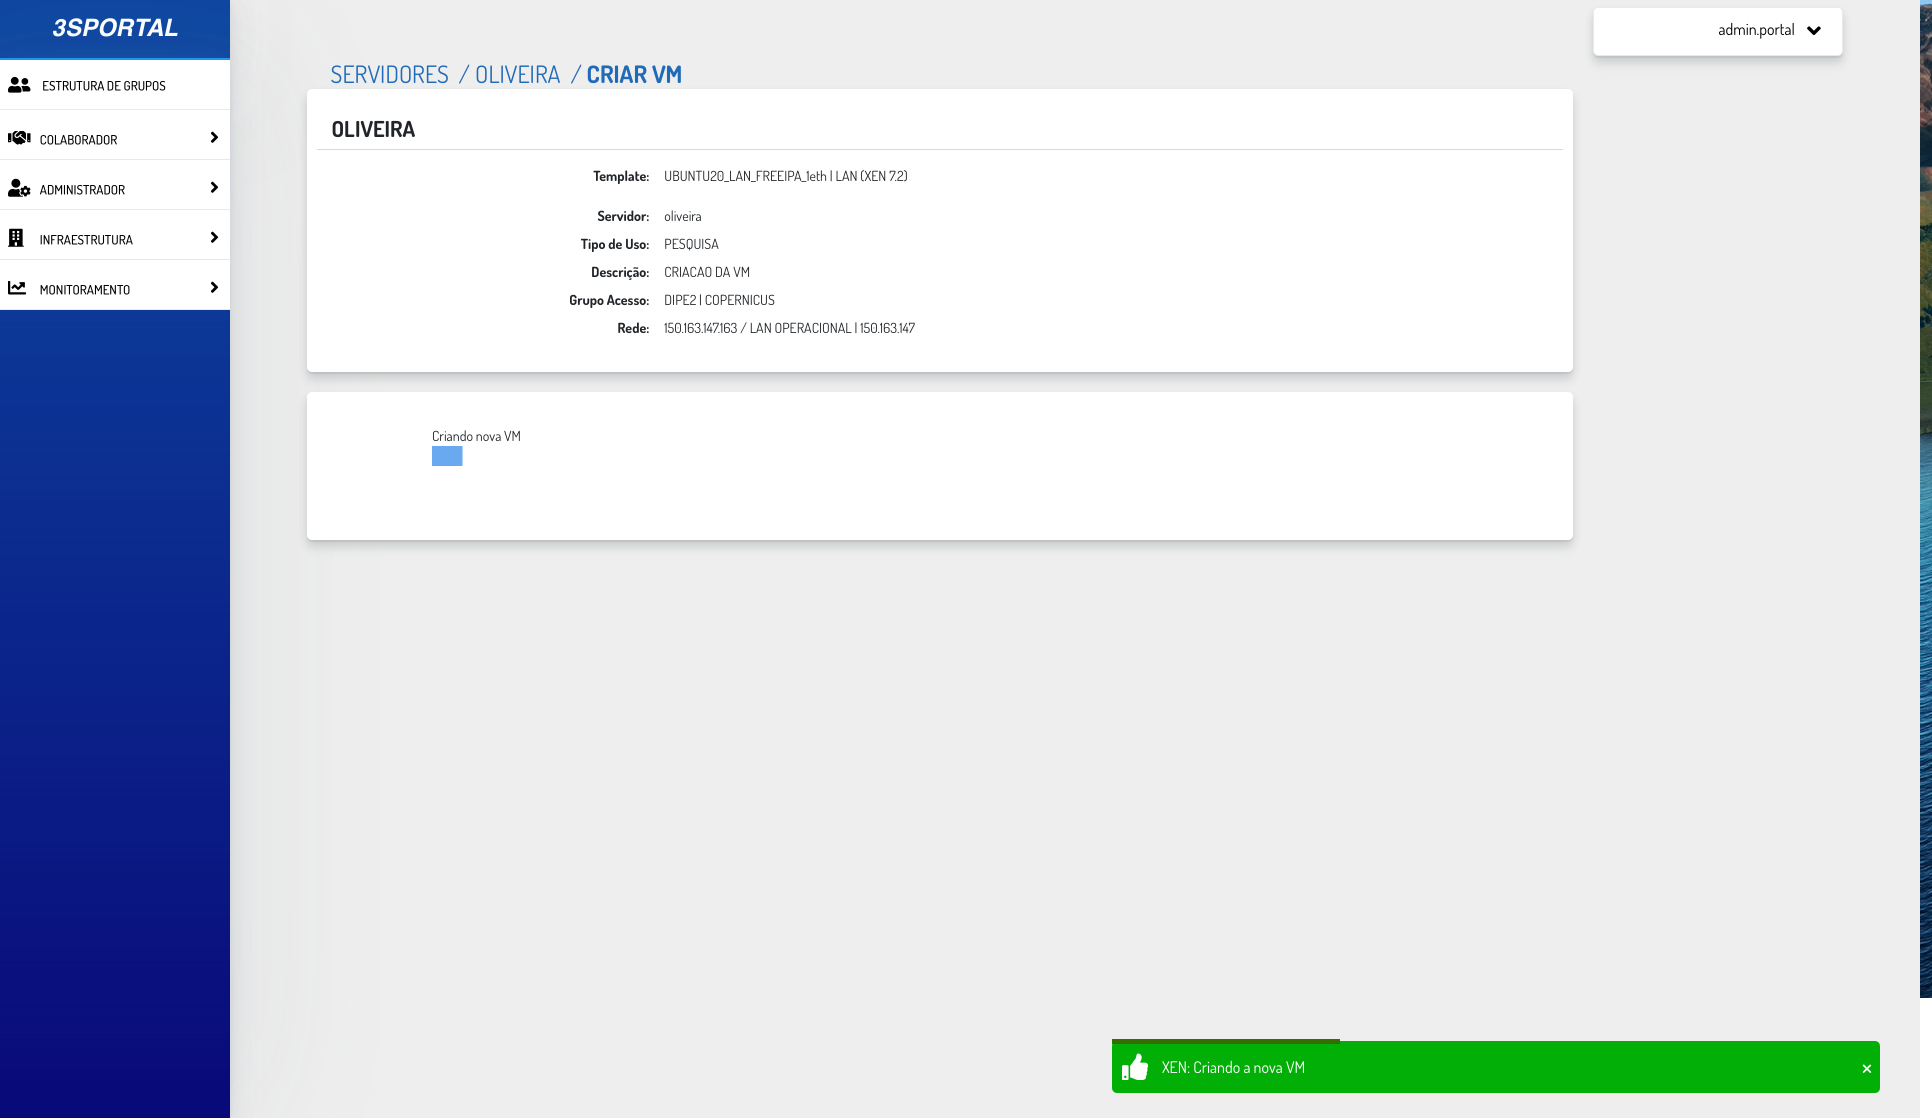 3SPORTAL
admin.portal
ESTRUTURA DE GRUPOS
COLABORADOR
ADMINISTRADOR
INFRAESTRUTURA
MONITORAMENTO
SERVIDORES / OLIVEIRA / CRIAR VM
OLIVEIRA
Template: UBUNTU20_LAN_FREEIPA_1eth | LAN (XEN 7.2)
Servidor: oliveira
Tipo de Uso: PESQUISA
Descrição: CRIACAO DA VM
Grupo Acesso: DIPE2 | COPERNICUS
Rede: 150.163.147.163 / LAN OPERACIONAL | 150.163.147
Criando nova VM
XEN: Criando a nova VM ×